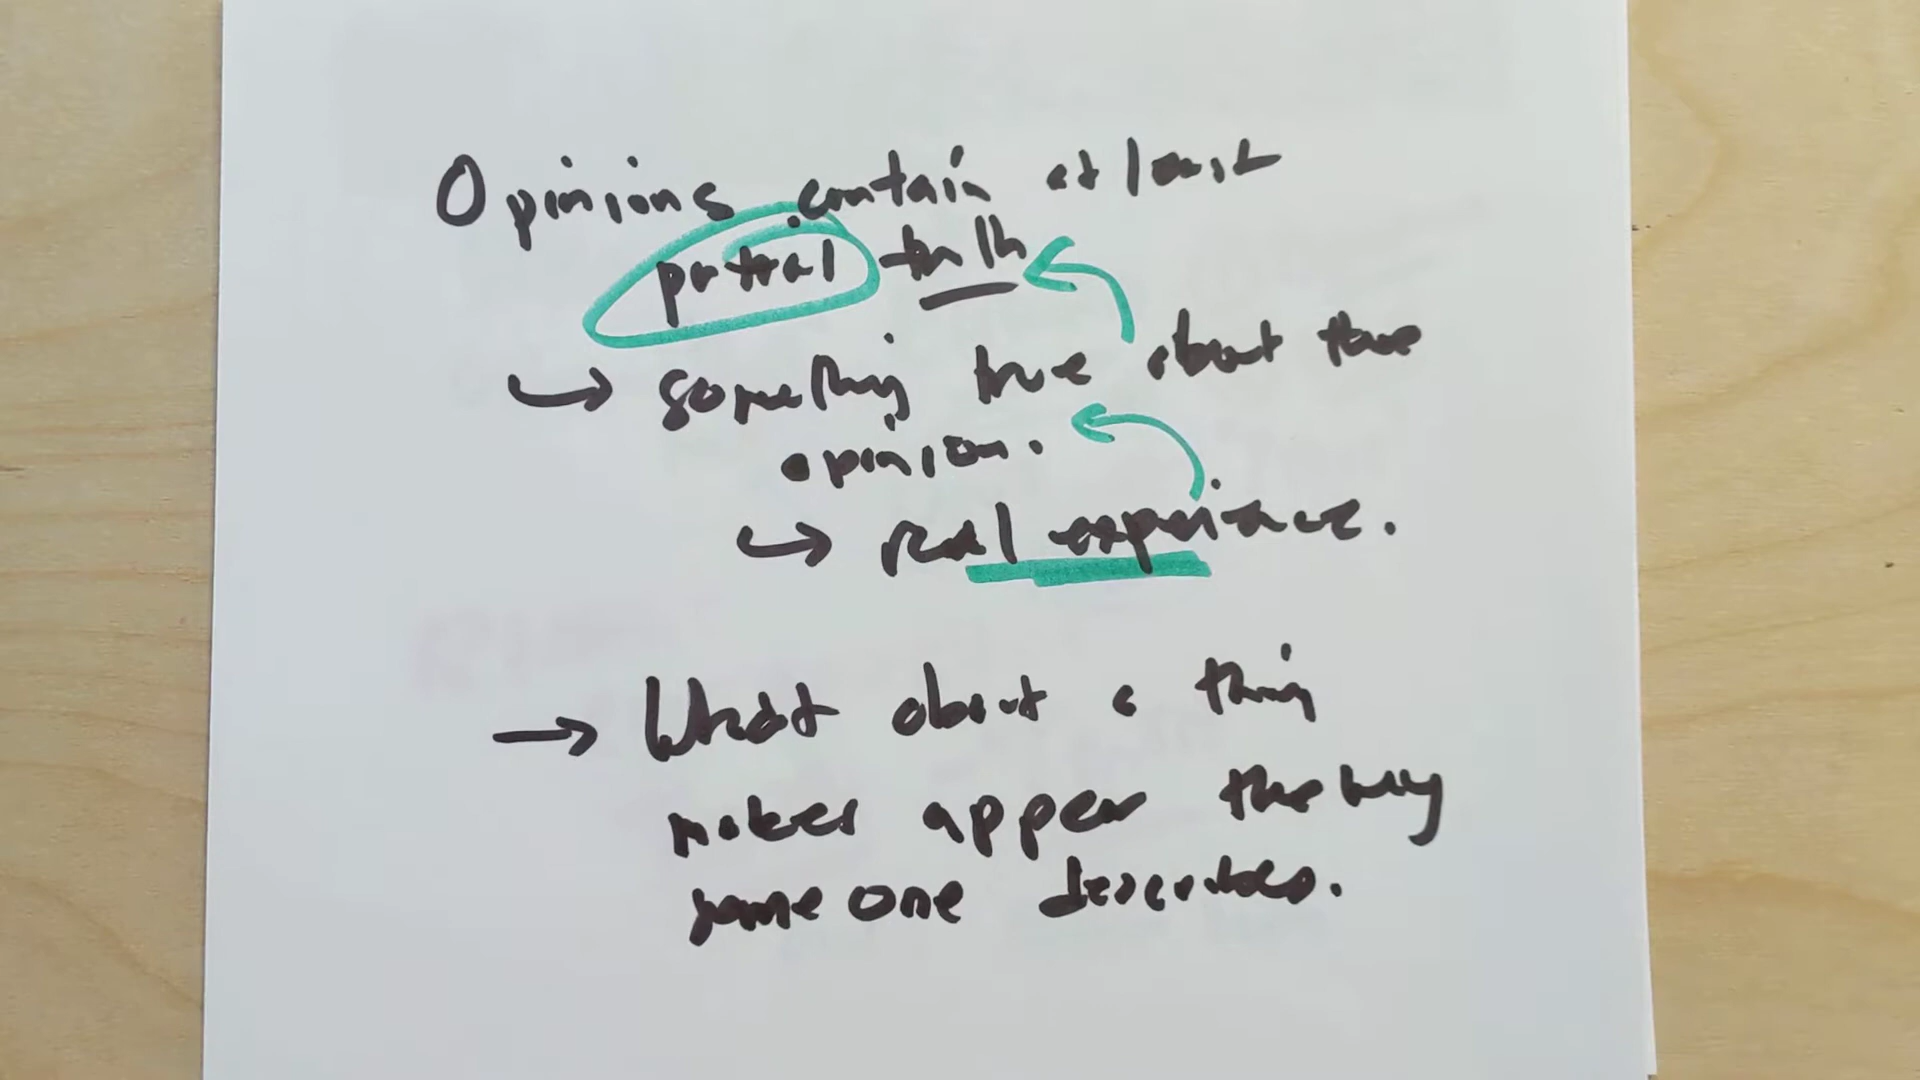 Opinions contain at least
partial truth
↪ something true about those
opinion.
↪ real experience.
→ What about a thing
makes appear the way
someone describes.